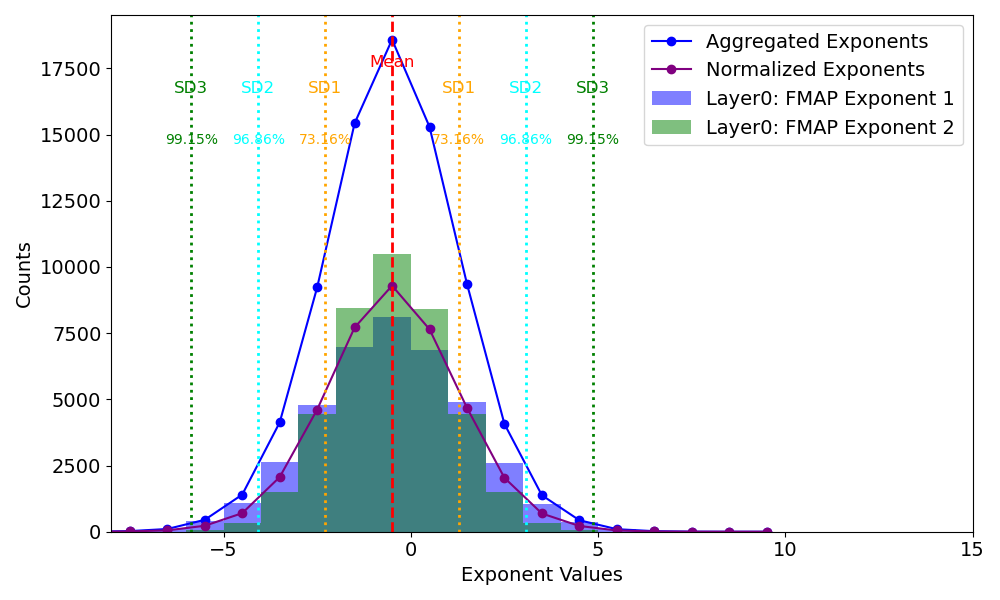 Aggregated Exponents
Normalized Exponents
Layer0: FMAP Exponent 1
Layer0: FMAP Exponent 2
Mean
SD3 SD2 SD1 SD1 SD2 SD3
99.15% 96.86% 73.16% 73.16% 96.86% 99.15%
17500
15000
12500
10000
7500
5000
2500
0
Counts
−5 0 5 10 15
Exponent Values